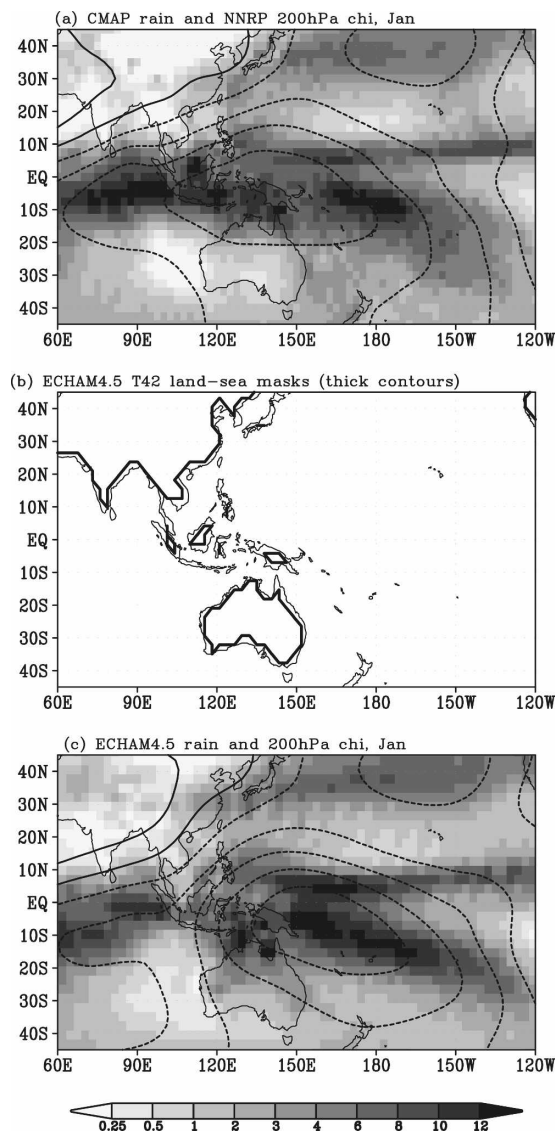 (a) CMAP rain and NNRP 200hPa chi, Jan
40N
30N
20N
10N
EQ
10S
20S
30S
40S
60E 90E 120E 150E 180 150W 120W
(b) ECHAM4.5 T42 land-sea masks (thick contours)
40N
30N
20N
10N
EQ
10S
20S
30S
40S
60E 90E 120E 150E 180 150W 120W
(c) ECHAM4.5 rain and 200hPa chi, Jan
40N
30N
20N
10N
EQ
10S
20S
30S
40S
60E 90E 120E 150E 180 150W 120W
0.25 0.5 1 2 3 4 6 8 10 12